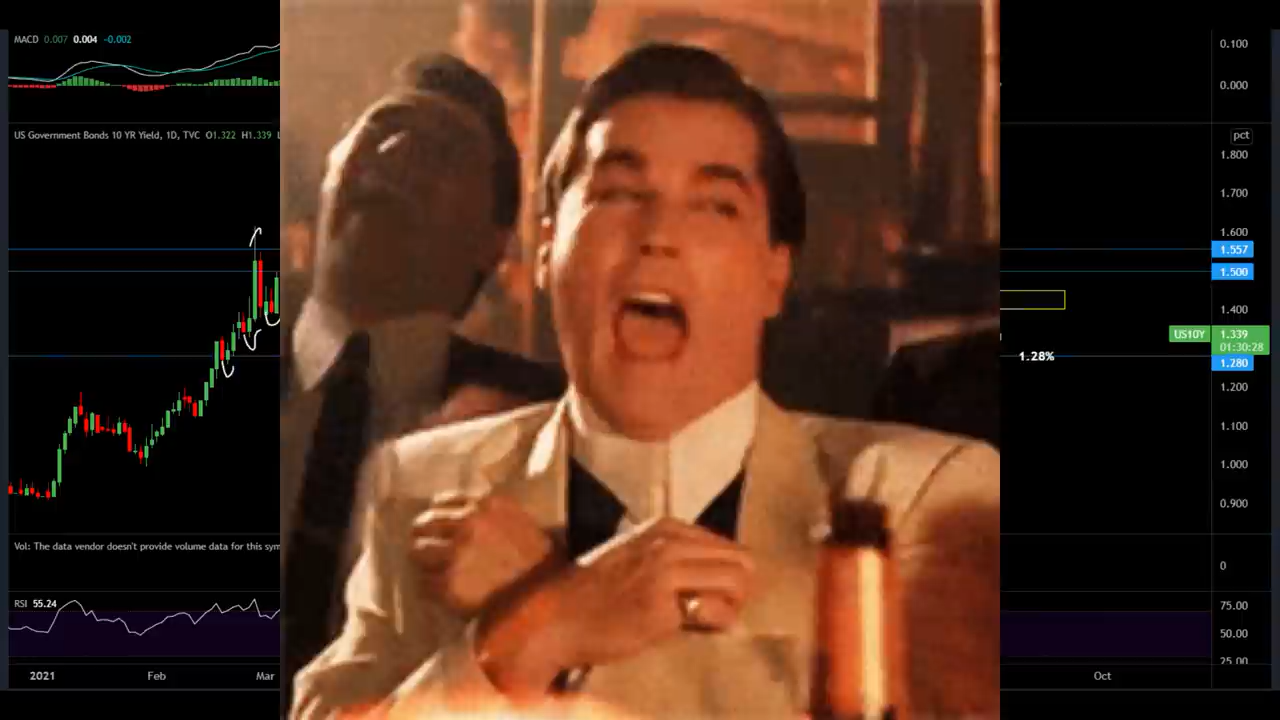 MACD 0.007 0.004 -0.002
0.100
0.000
US Government Bonds 10 YR Yield, 1D, TVC O1.322 H1.339
pct
1.800
1.700
1.600
1.557
1.500
1.400
US10Y 1.339
01:30:28
1.28%
1.280
1.200
1.100
1.000
0.900
Vol: The data vendor doesn't provide volume data for this sym
0
RSI 55.24
75.00
50.00
25.00
2021 Feb Mar Oct